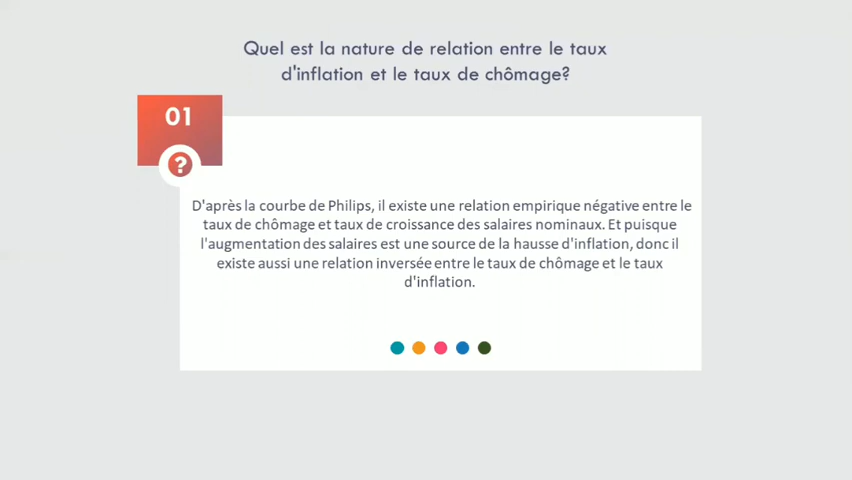 Quel est la nature de relation entre le taux
d'inflation et le taux de chômage?
01
?
D'après la courbe de Philips, il existe une relation empirique négative entre le
taux de chômage et taux de croissance des salaires nominaux. Et puisque
l'augmentation des salaires est une source de la hausse d'inflation, donc il
existe aussi une relation inversée entre le taux de chômage et le taux
d'inflation.